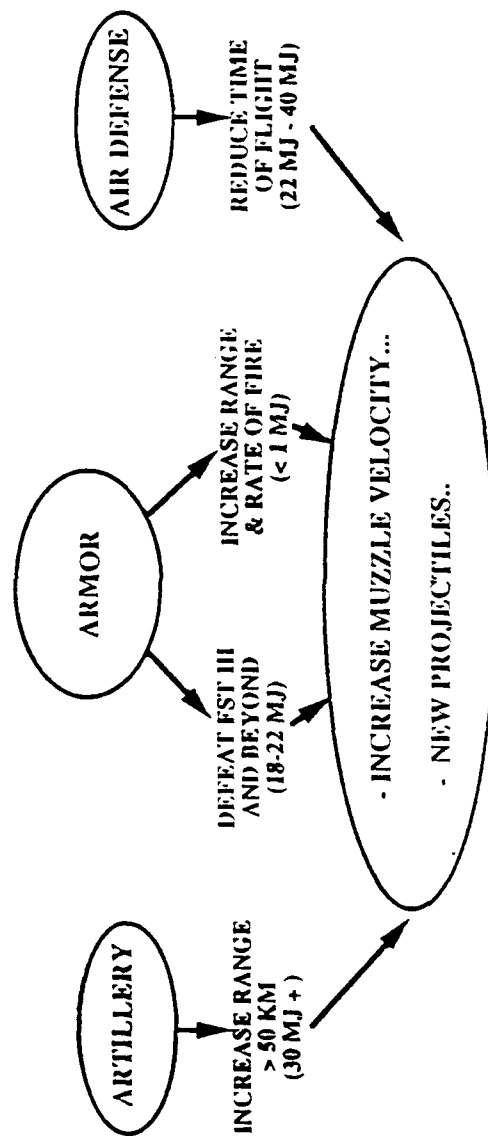 ARTILLERY
INCREASE RANGE
> 50 KM
(30 MJ +)
ARMOR
DEFEAT FST III
AND BEYOND
(18-22 MJ)
INCREASE RANGE
& RATE OF FIRE
(< 1 MJ)
AIR DEFENSE
REDUCE TIME
OF FLIGHT
(22 MJ - 40 MJ)
- INCREASE MUZZLE VELOCITY...
- NEW PROJECTILES..